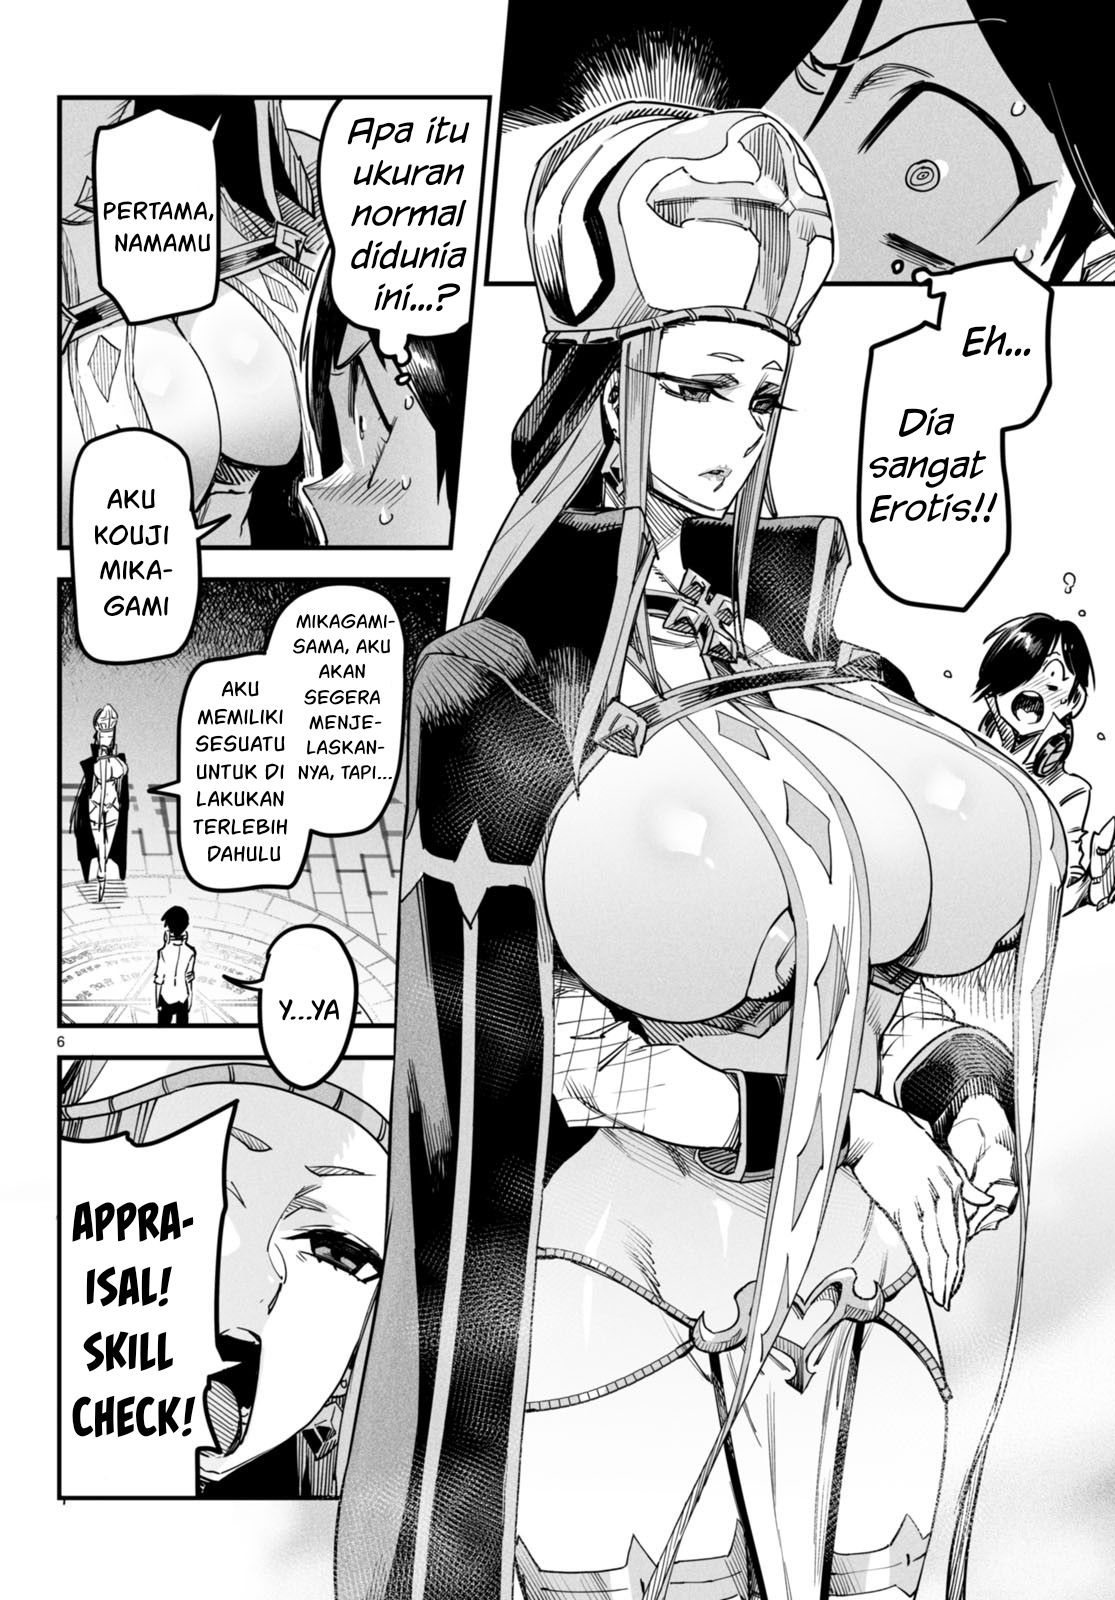 Eh...
Dia
sangat
Erotis!!
Apa itu
ukuran
normal
didunia
ini...?
PERTAMA,
NAMAMU
AKU
KOUJI
MIKA-
GAMI
MIKAGAMI-
SAMA, AKU
AKAN
SEGERA
MENJE-
LASKAN-
NYA, TAPI...
AKU
MEMILIKI
SESUATU
UNTUK DI
LAKUKAN
TERLEBIH
DAHULU
Y...YA
6
APPRA-
ISAL!
SKILL
CHECK!
?